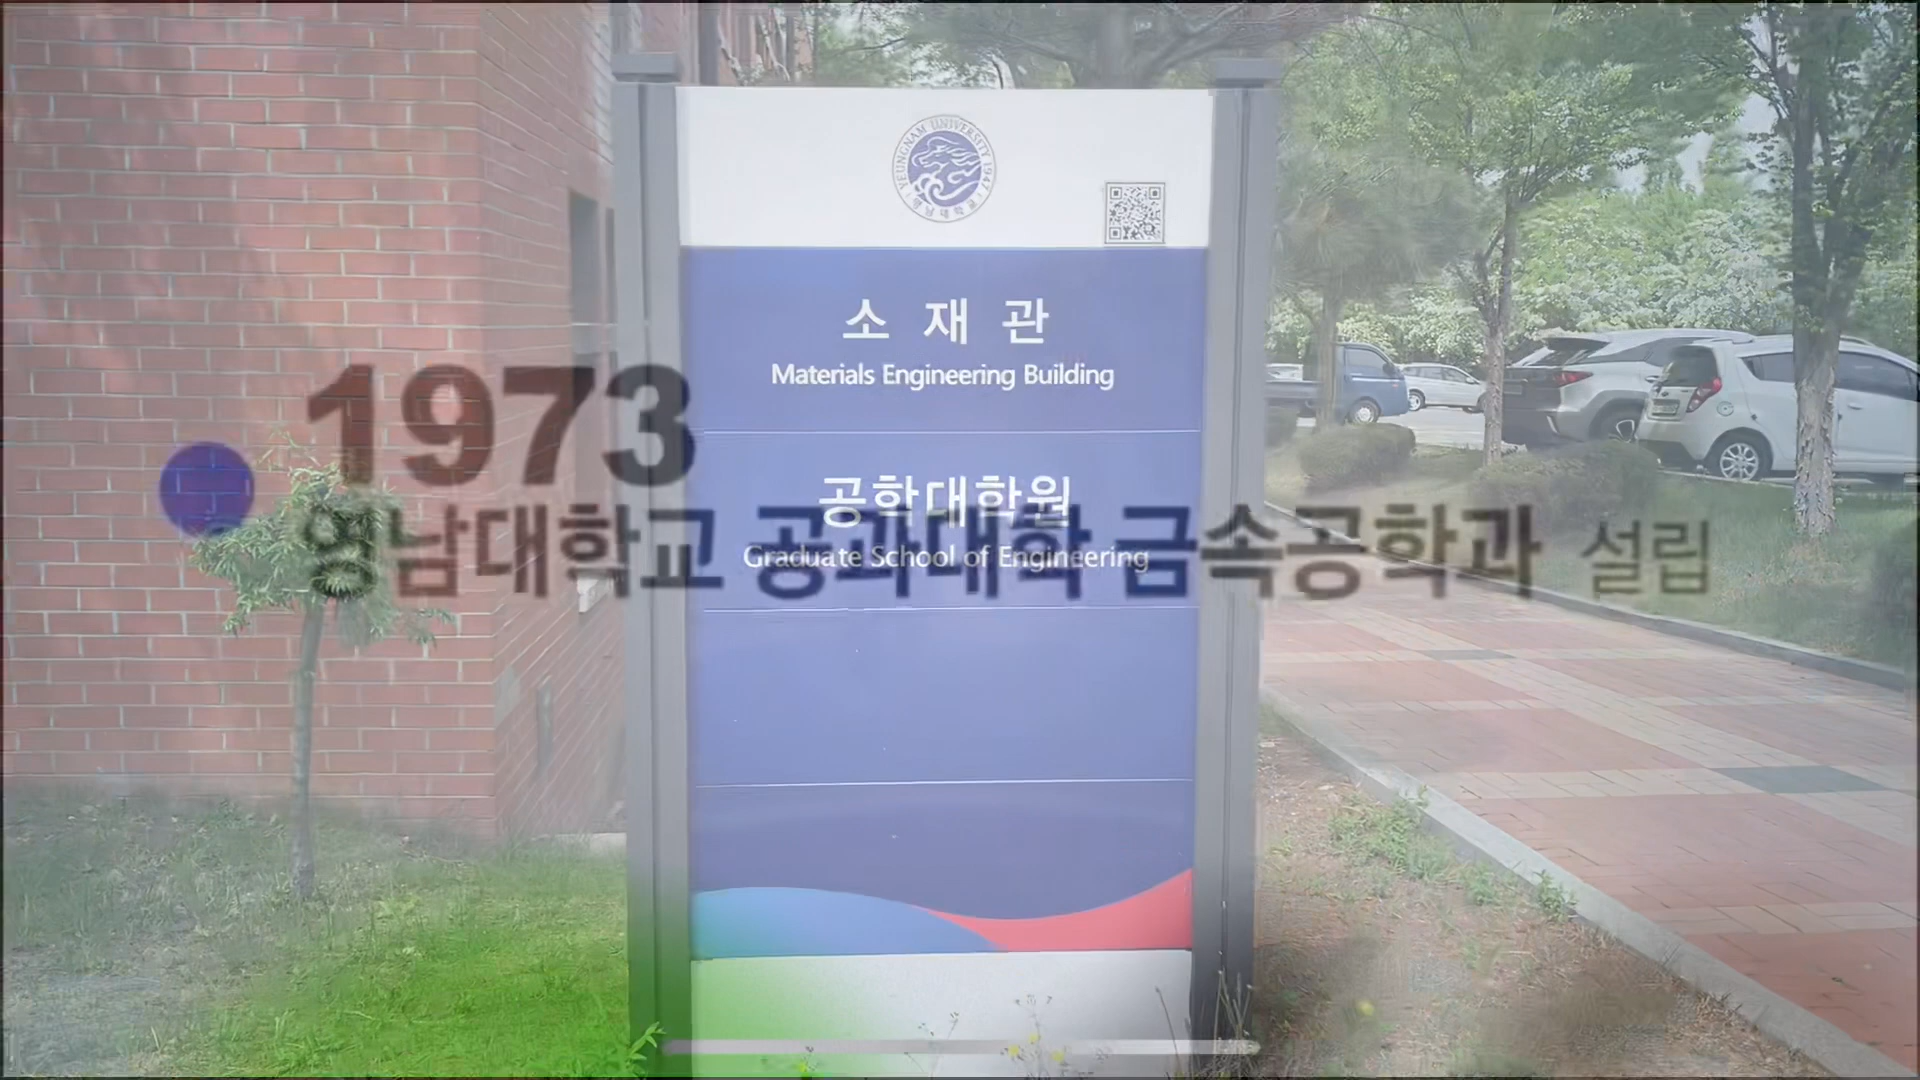 YEUNGNAM UNIVERSITY 1947
영남대학교
소재관
Materials Engineering Building
1973
공학대학원
영남대학교 공과대학 금속공학과 설립
Graduate School of Engineering